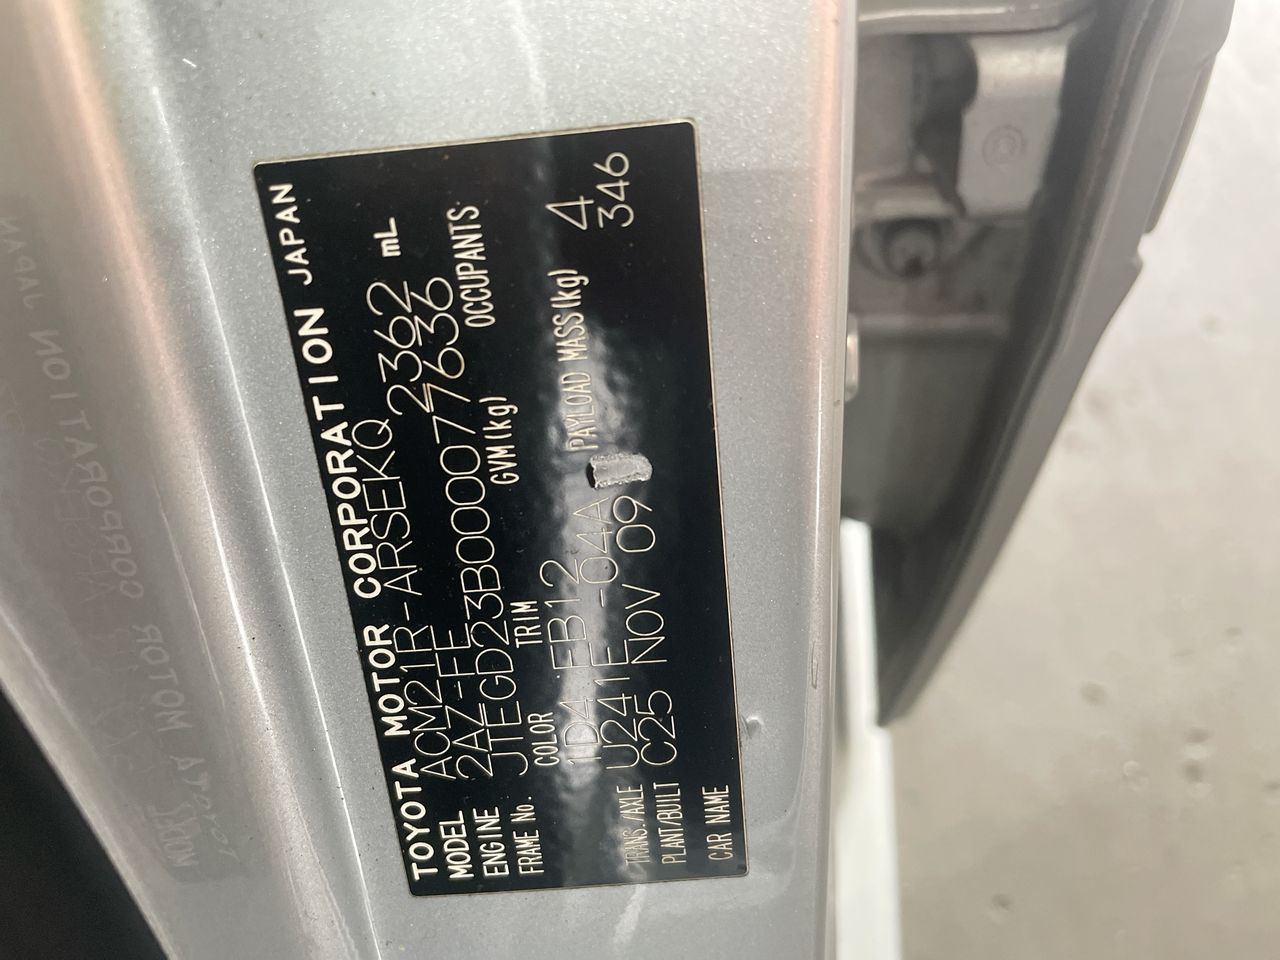 TOYOTA MOTOR CORPORATION JAPAN
MODEL ACM21R-ARSEKQ 2362 mL
ENGINE 2AZ-FE
FRAME No. JTEGD23B000077636
COLOR TRIM GVM(kg) OCCUPANTS
1D4 FB12 4
PAYLOAD MASS(kg)
TRANS./AXLE U241E -04A 346
PLANT/BUILT C25 NOV 09
CAR NAME